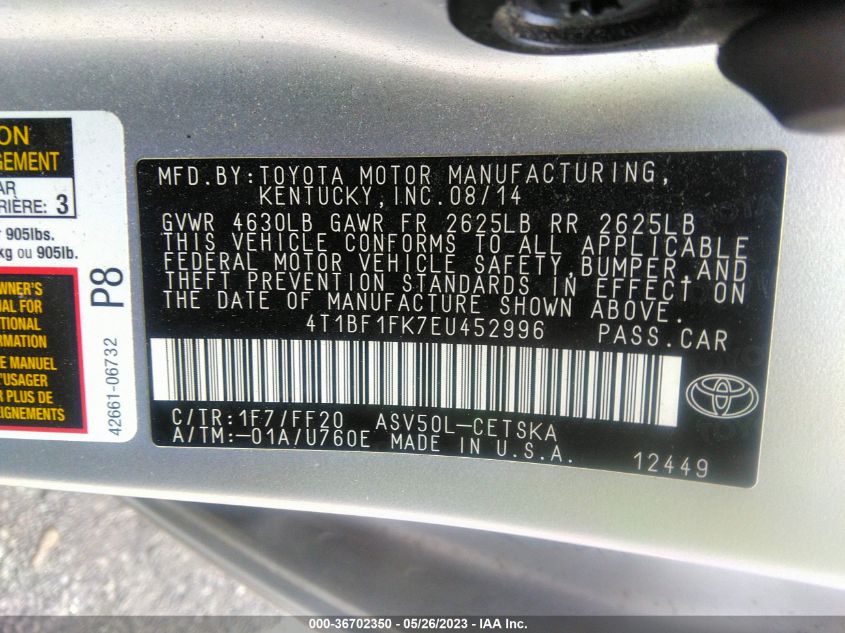 ON
GEMENT
AR
RIÈRE: 3
905lbs.
kg ou 905lb.
WNER'S
UAL FOR
TION
E MANUEL
L'USAGER
R PLUS DE
EIGNEMENTS
P8
42661-06732
MFD.BY:TOYOTA MOTOR MANUFACTURING,
KENTUCKY,INC.08/14
GVWR 4630LB GAWR FR 2625LB RR 2625LB
THIS VEHICLE CONFORMS TO ALL APPLICABLE
FEDERAL MOTOR VEHICLE SAFETY,BUMPER,AND
THEFT PREVENTION STANDARDS IN EFFECT ON
THE DATE OF MANUFACTURE SHOWN ABOVE.
4T1BF1FK7EU452996 PASS.CAR
C/TR:1F7/FF20 ASV50L-CETSKA
A/TM:-01A/U760E MADE IN U.S.A.
12449
000-36702350 - 05/26/2023 - IAA Inc.